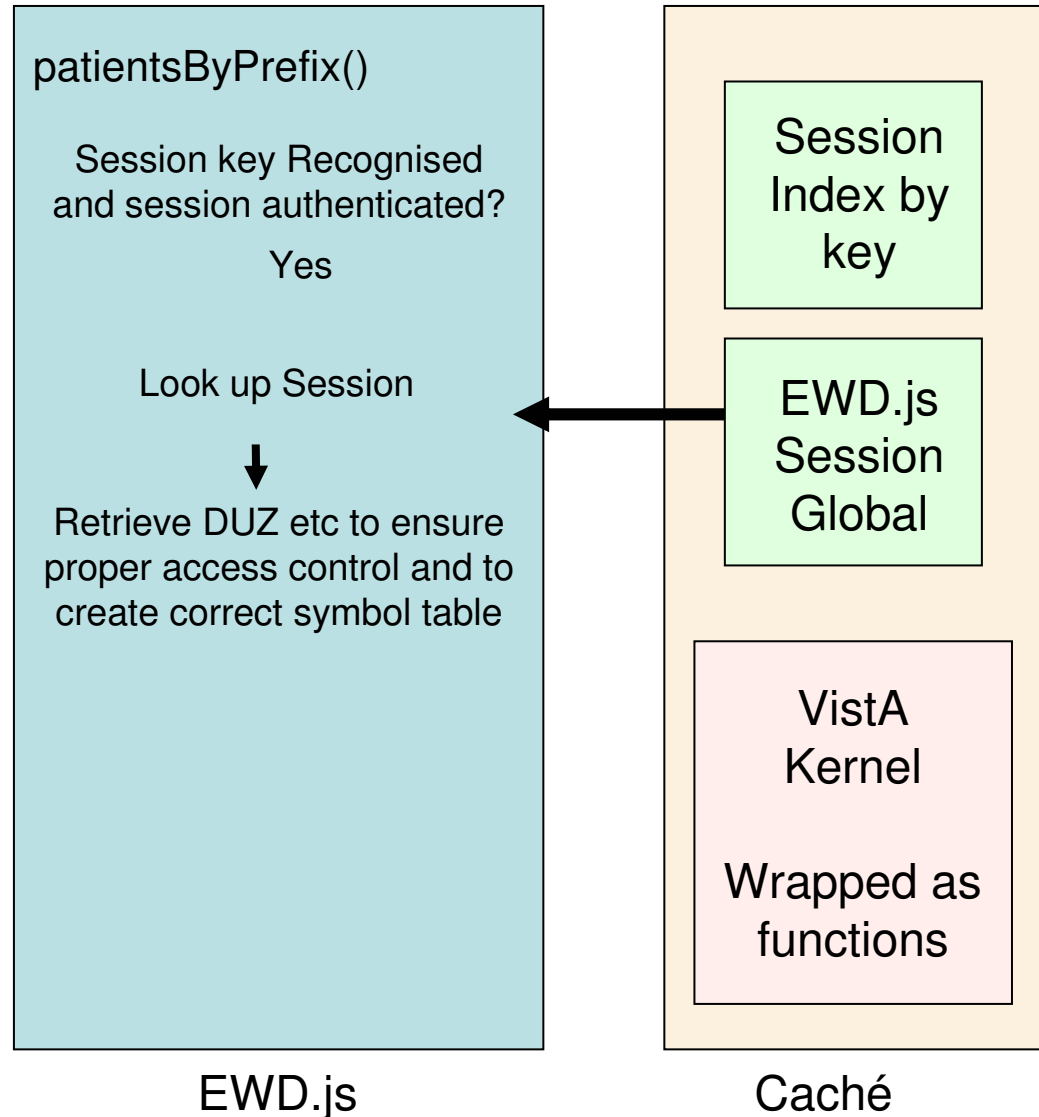 patientsByPrefix()
Session key Recognised
and session authenticated?
Yes
Look up Session
Retrieve DUZ etc to ensure
proper access control and to
create correct symbol table
EWD.js
Session
Index by
key
EWD.js
Session
Global
VistA
Kernel
Wrapped as
functions
Caché